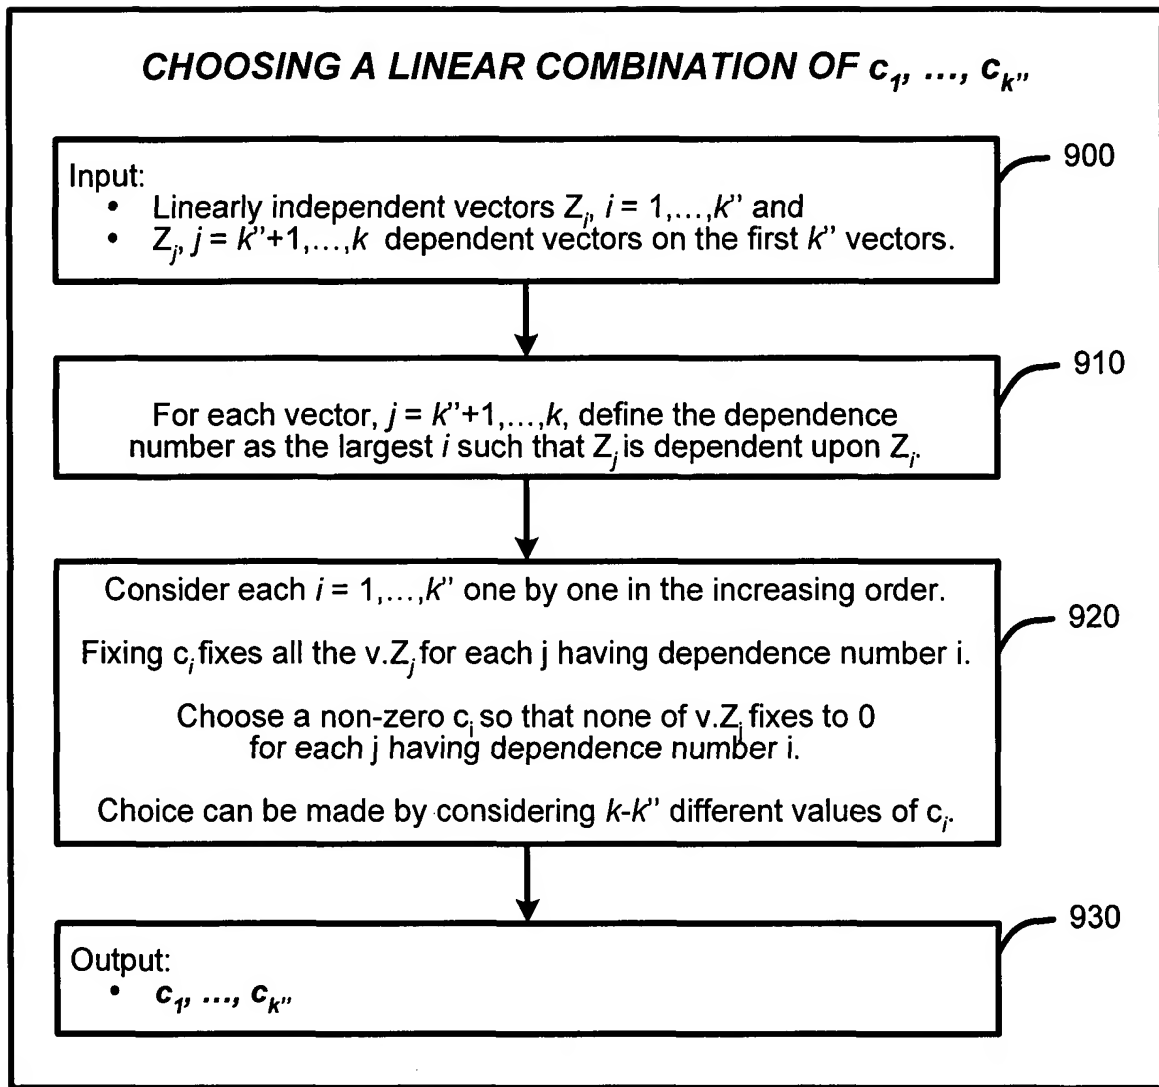 CHOOSING A LINEAR COMBINATION OF c₁, ..., cₖ"
900
Input:
• Linearly independent vectors Zᵢ, i = 1,...,k" and
• Zⱼ, j = k"+1,...,k dependent vectors on the first k" vectors.
910
For each vector, j = k"+1,...,k, define the dependence
number as the largest i such that Zⱼ is dependent upon Zᵢ.
Consider each i = 1,...,k" one by one in the increasing order.
920
Fixing cᵢ fixes all the v.Zⱼ for each j having dependence number i.
Choose a non-zero cᵢ so that none of v.Zⱼ fixes to 0
for each j having dependence number i.
Choice can be made by considering k-k" different values of cᵢ.
930
Output:
• c₁, ..., cₖ"